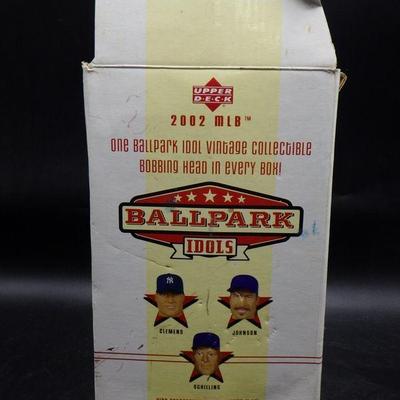 UPPER
DECK
2002 MLB™
One Ballpark Idol Vintage Collectible
Bobbing Head in Every Box!
BALLPARK
IDOLS
NY
CLEMENS
JOHNSON
SCHILLING